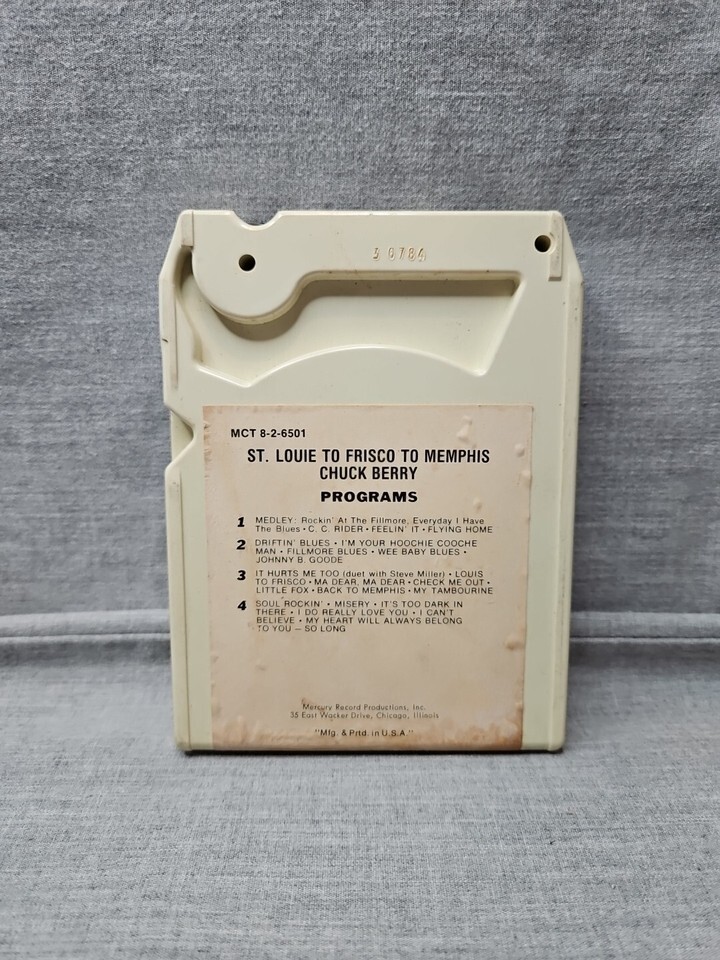 3 0784
MCT 8-2-6501
ST. LOUIE TO FRISCO TO MEMPHIS
CHUCK BERRY
PROGRAMS
1 MEDLEY: Rockin' At The Fillmore, Everyday I Have
The Blues • C. C. RIDER • FEELIN' IT • FLYING HOME
2 DRIFTIN' BLUES • I'M YOUR HOOCHIE COOCHE
MAN • FILLMORE BLUES • WEE BABY BLUES •
JOHNNY B. GOODE
3 IT HURTS ME TOO (duet with Steve Miller) • LOUIS
TO FRISCO • MA DEAR, MA DEAR • CHECK ME OUT •
LITTLE FOX • BACK TO MEMPHIS • MY TAMBOURINE
4 SOUL ROCKIN' • MISERY • IT'S TOO DARK IN
THERE • I DO REALLY LOVE YOU • I CAN'T
BELIEVE • MY HEART WILL ALWAYS BELONG
TO YOU — SO LONG
Mercury Record Productions, Inc.
35 East Wacker Drive, Chicago, Illinois
"Mfg. & Prtd. in U.S.A."